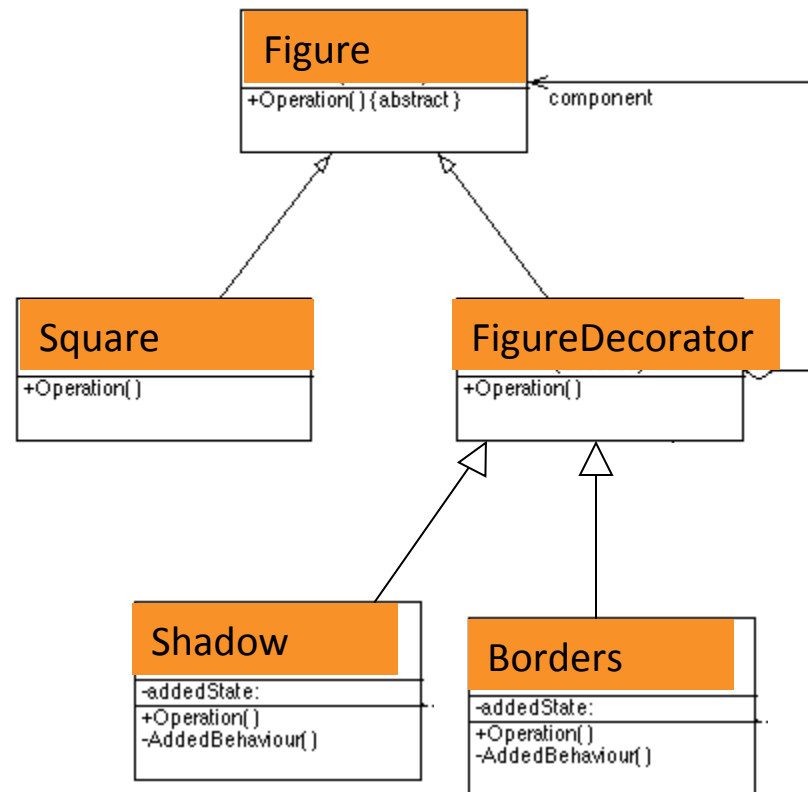 Figure
+Operation( ) {abstract }
component
Square
+Operation( )
FigureDecorator
+Operation( )
Shadow
-addedState:
+Operation( )
-AddedBehaviour( )
Borders
-addedState:
+Operation( )
-AddedBehaviour( )